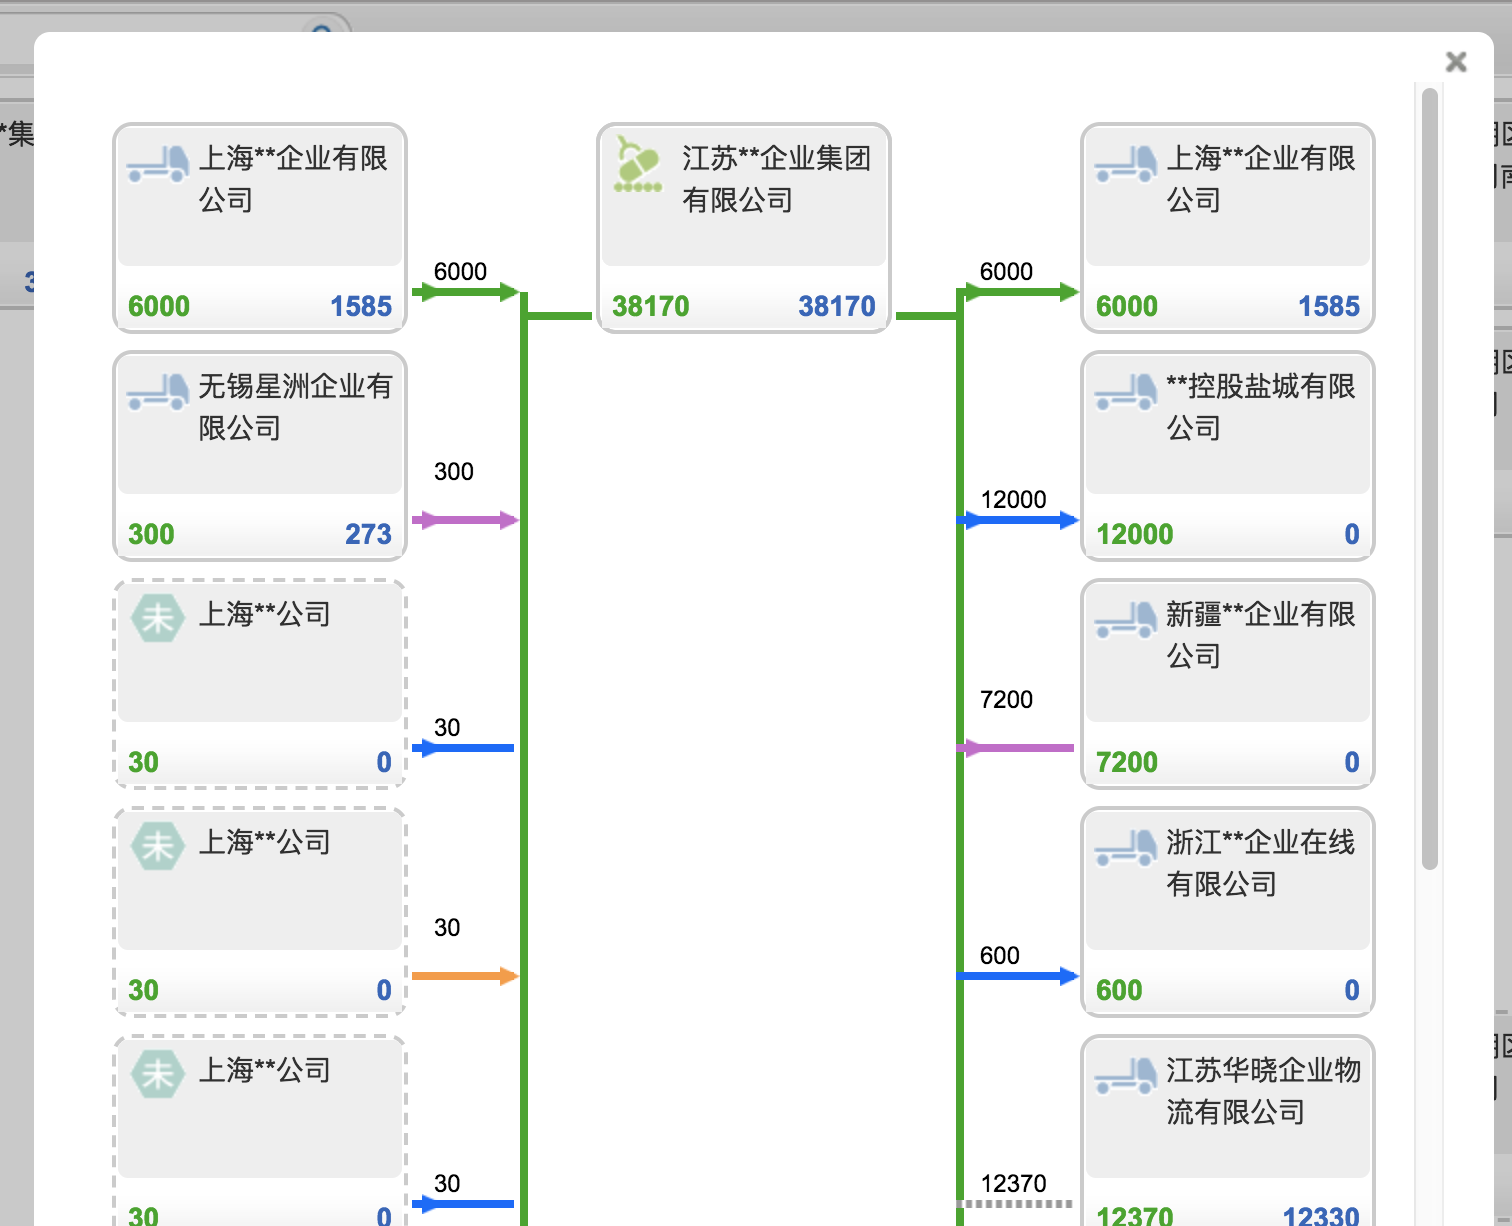 *集
3
上海**企业有限
公司
6000 1585
6000
江苏**企业集团
有限公司
38170 38170
6000
上海**企业有限
公司
6000 1585
无锡星洲企业有
限公司
300 273
300
12000
**控股盐城有限
公司
12000 0
未 上海**公司
30 0
30
7200
新疆**企业有限
公司
7200 0
未 上海**公司
30 0
30
600
浙江**企业在线
有限公司
600 0
未 上海**公司
30 0
30
12370
江苏华晓企业物
流有限公司
12370 12330